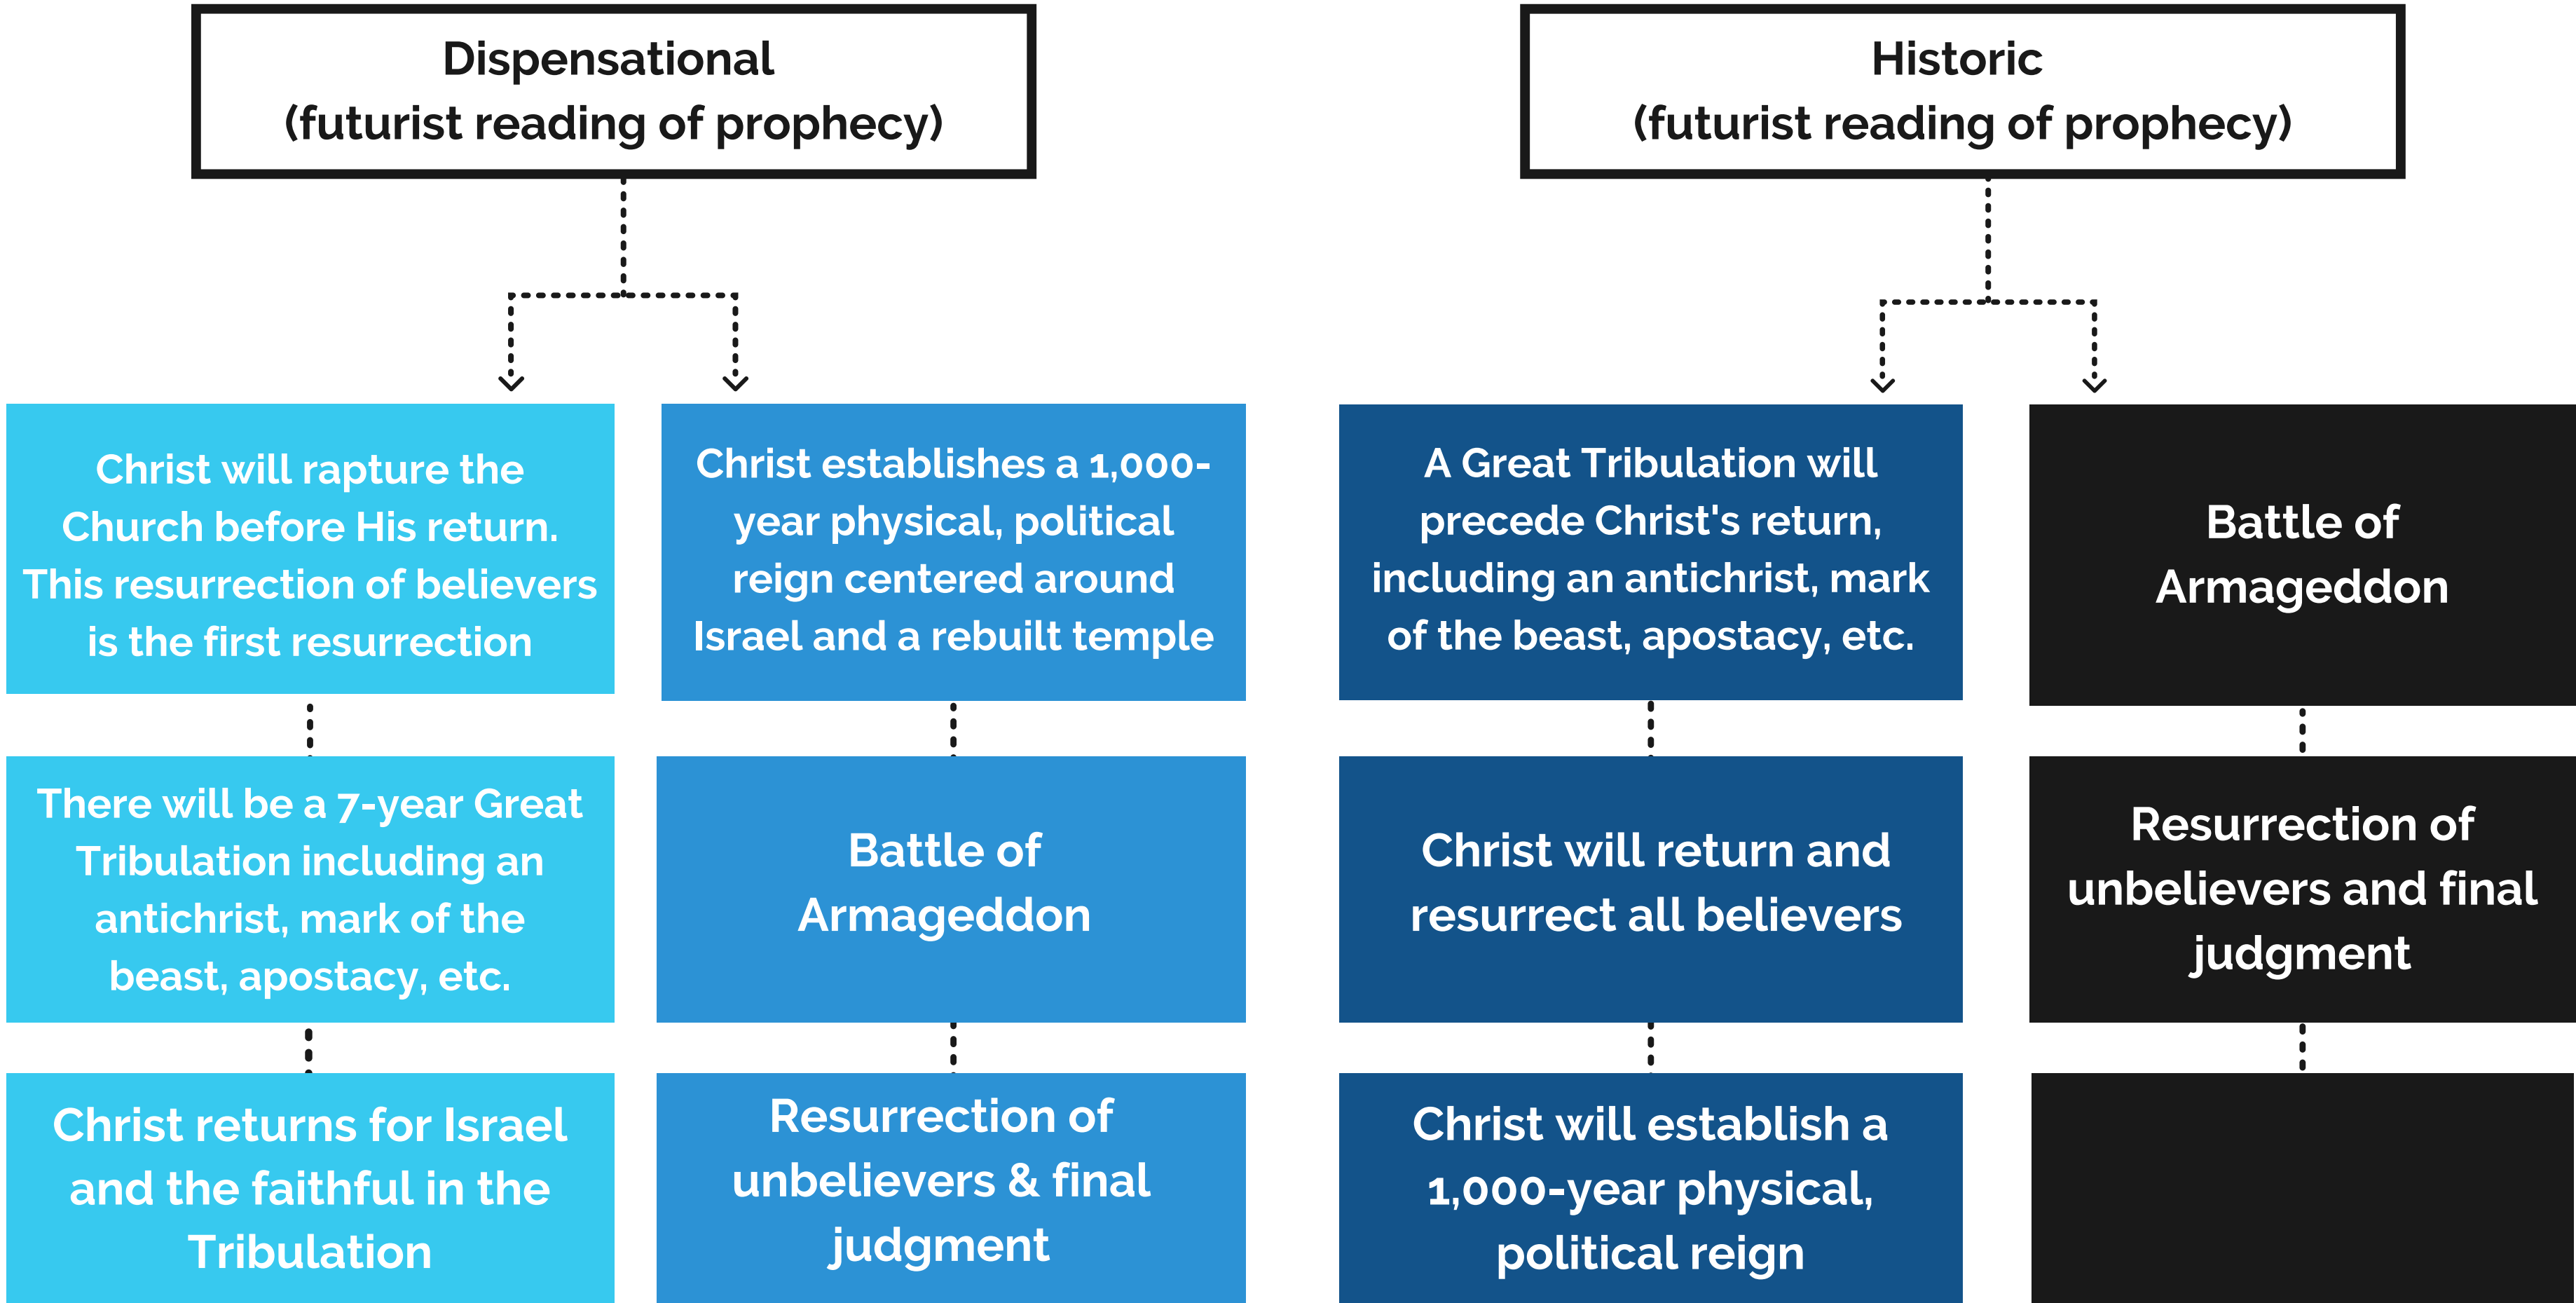 Dispensational
(futurist reading of prophecy)
Historic
(futurist reading of prophecy)
Christ will rapture the
Church before His return.
This resurrection of believers
is the first resurrection
There will be a 7-year Great
Tribulation including an
antichrist, mark of the
beast, apostacy, etc.
Christ returns for Israel
and the faithful in the
Tribulation
Christ establishes a 1,000-
year physical, political
reign centered around
Israel and a rebuilt temple
Battle of
Armageddon
Resurrection of
unbelievers & final
judgment
A Great Tribulation will
precede Christ's return,
including an antichrist, mark
of the beast, apostacy, etc.
Christ will return and
resurrect all believers
Christ will establish a
1,000-year physical,
political reign
Battle of
Armageddon
Resurrection of
unbelievers and final
judgment